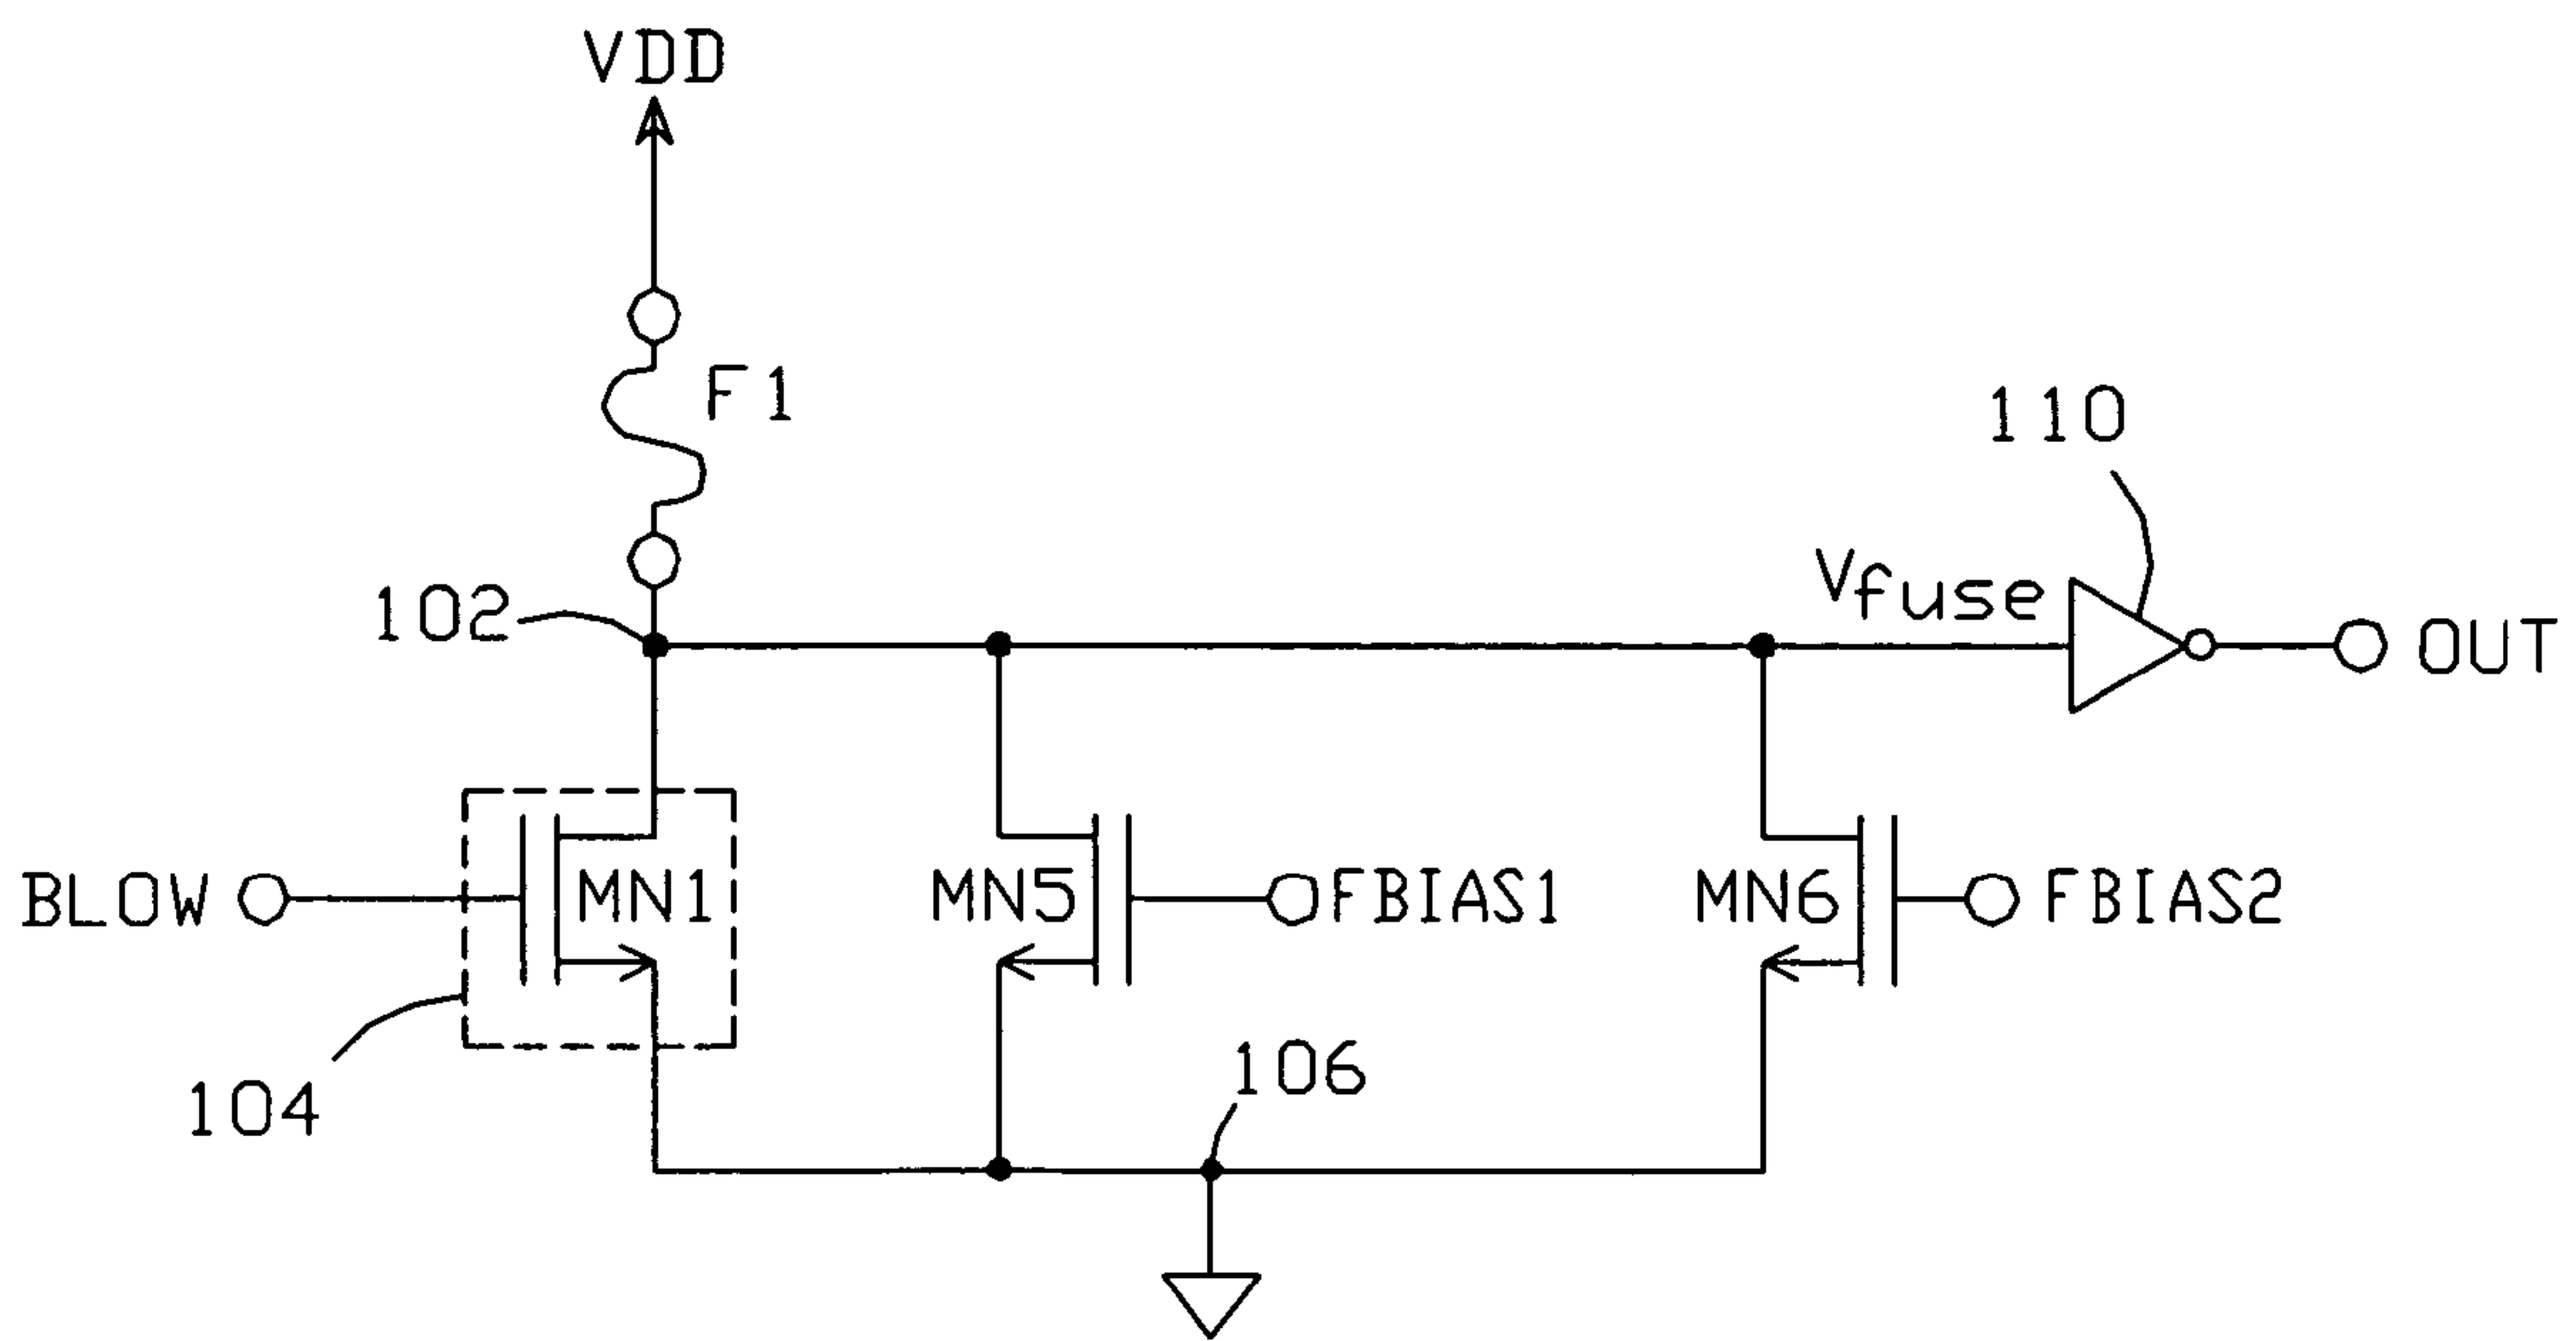 VDD
F1
110
102
Vfuse
OUT
BLOW
MN1
MN5
FBIAS1
MN6
FBIAS2
104
106